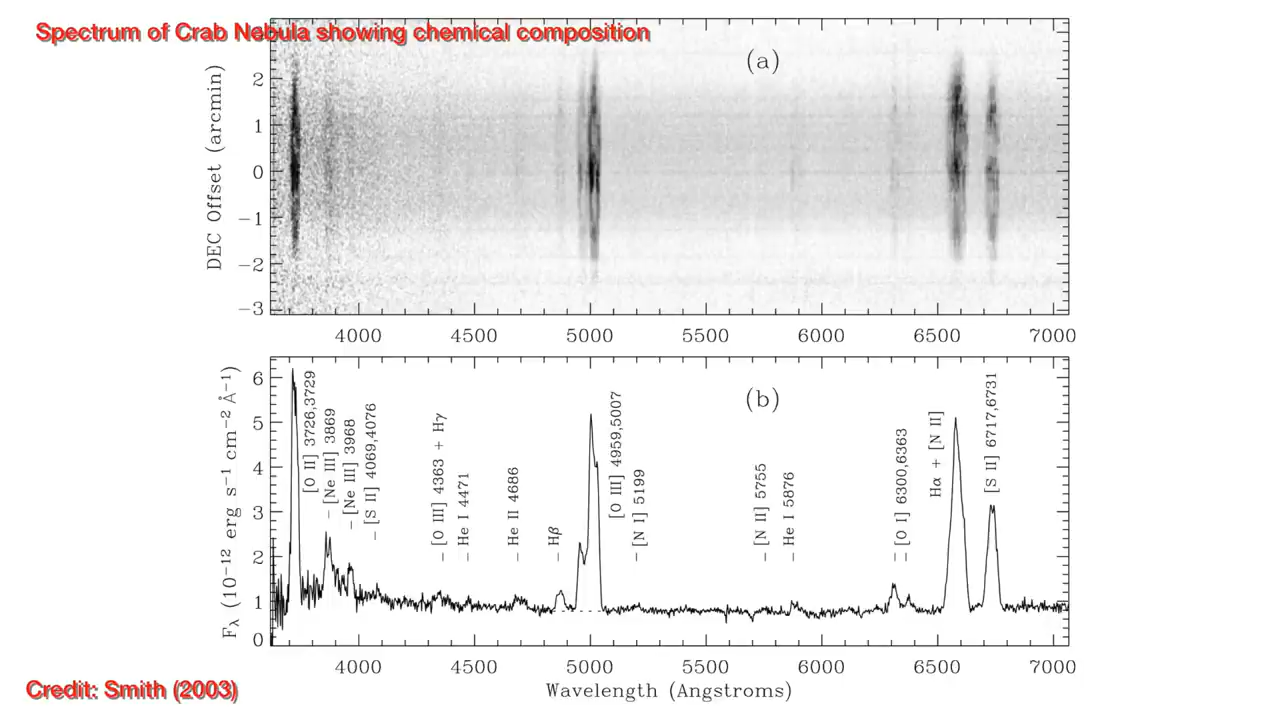 Spectrum of Crab Nebula showing chemical composition
(a)
DEC Offset (arcmin)
2
1
0
−1
−2
−3
4000 4500 5000 5500 6000 6500 7000
(b)
F λ (10−12 erg s−1 cm−2 Å−1)
6
5
4
3
2
1
0
[O II] 3726,3729
[Ne III] 3869
[Ne III] 3968
[S II] 4069,4076
[O III] 4363 + Hγ
He I 4471
He II 4686
Hβ
[O III] 4959,5007
[N I] 5199
[N II] 5755
He I 5876
[O I] 6300,6363
Hα + [N II]
[S II] 6717,6731
4000 4500 5000 5500 6000 6500 7000
Wavelength (Angstroms)
Credit: Smith (2003)